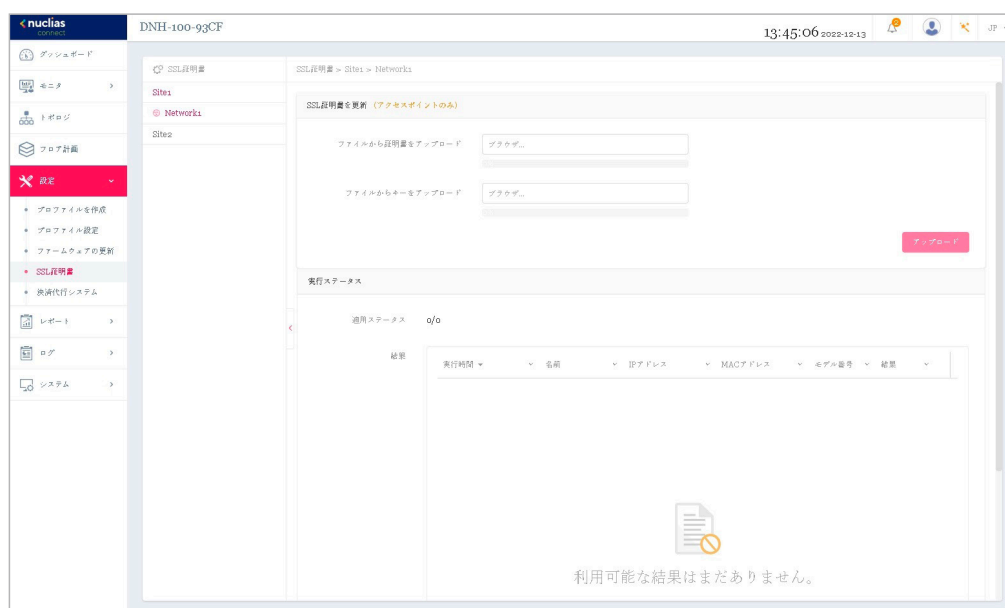 nuclias
connect
DNH-100-93CF
13:45:06 2022-12-13
2
JP
ダッシュボード
モニタ
トポロジ
フロア計画
設定
プロファイルを作成
プロファイル設定
ファームウェアの更新
SSL証明書
決済代行システム
レポート
ログ
システム
SSL証明書
Site1
Network1
Site2
SSL証明書 > Site1 > Network1
SSL証明書を更新 (アクセスポイントのみ)
ファイルから証明書をアップロード ブラウザ...
ファイルからキーをアップロード ブラウザ...
アップロード
実行ステータス
適用ステータス 0/0
結果
実行時間 名前 IPアドレス MACアドレス モデル番号 結果
利用可能な結果はまだありません。